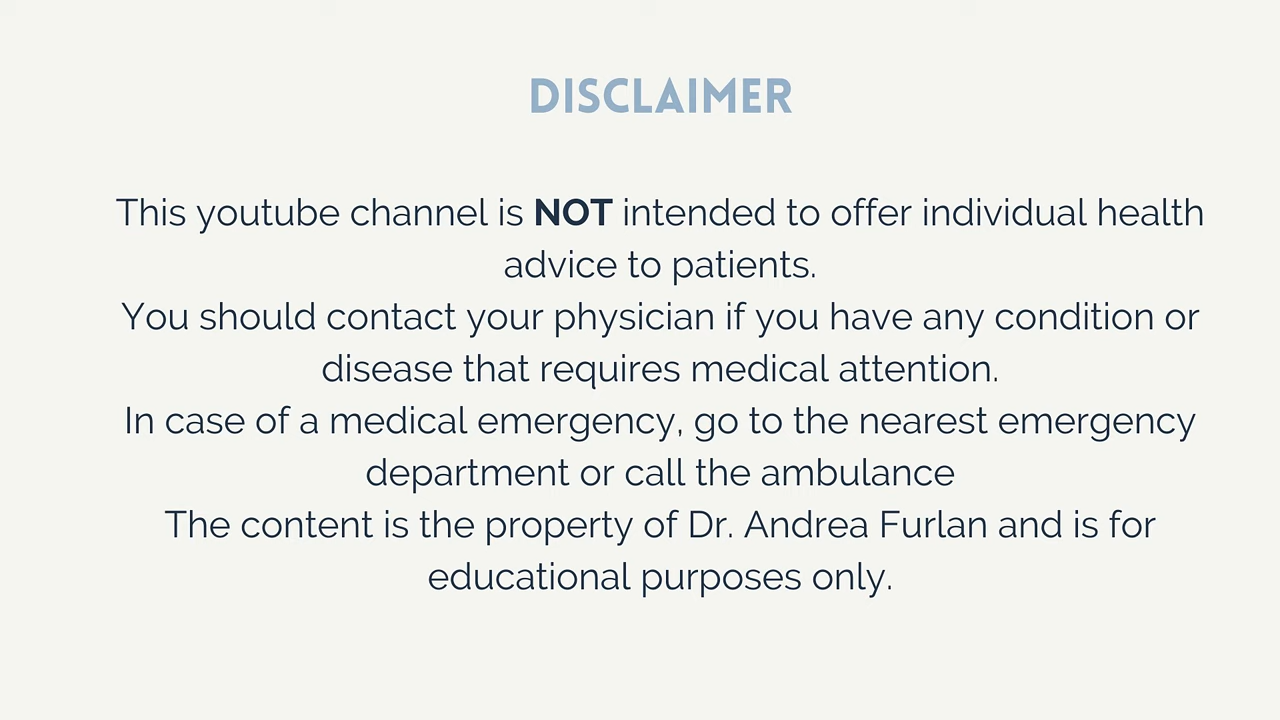 DISCLAIMER
This youtube channel is NOT intended to offer individual health
advice to patients.
You should contact your physician if you have any condition or
disease that requires medical attention.
In case of a medical emergency, go to the nearest emergency
department or call the ambulance
The content is the property of Dr. Andrea Furlan and is for
educational purposes only.